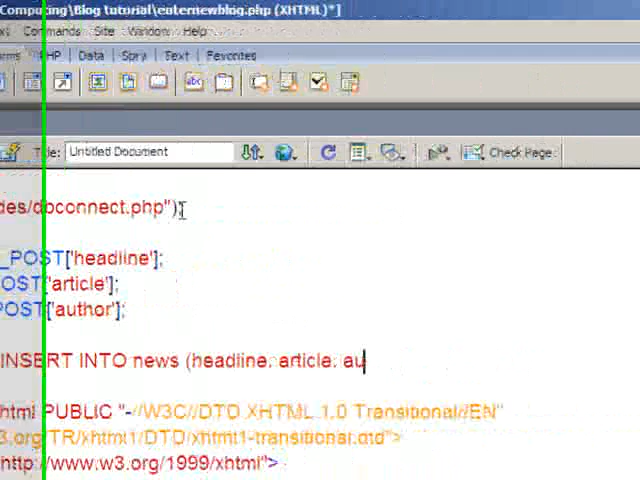 Computing\Blog tutorial\enternewblog.php (XHTML)*]
Commands Site Window Help
PHP Data Spry Text Favorites
Title: Untitled Document Check Page
des/dbconnect.php");
_POST['headline'];
POST['article'];
POST['author'];
INSERT INTO news (headline, article, au
html PUBLIC "-//W3C//DTD XHTML 1.0 Transitional//EN"
3.org/TR/xhtml1/DTD/xhtml1-transitional.dtd">
http://www.w3.org/1999/xhtml">